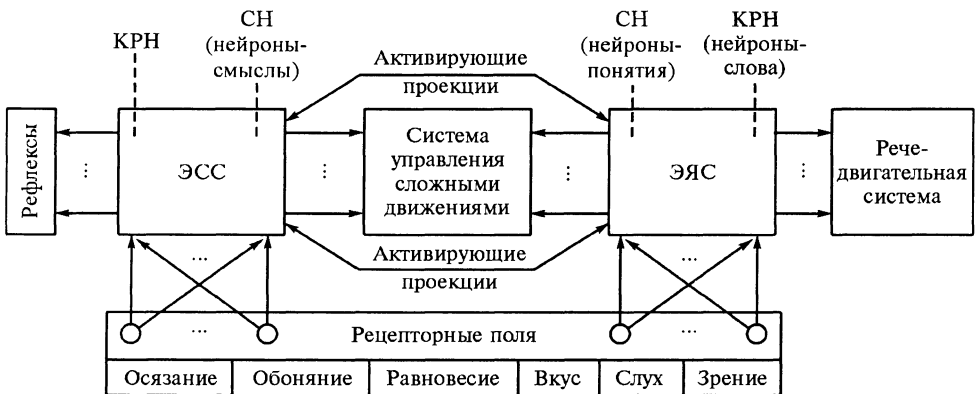 СН
(нейроны-
смыслы)
КРН
СН
(нейроны-
понятия)
КРН
(нейроны-
слова)
Активирующие
проекции
Рефлексы
...
ЭСС
...
Система
управления
сложными
движениями
...
ЭЯС
...
Рече-
двигательная
система
...
Активирующие
проекции
...
...
Рецепторные поля
...
Осязание
Обоняние
Равновесие
Вкус
Слух
Зрение